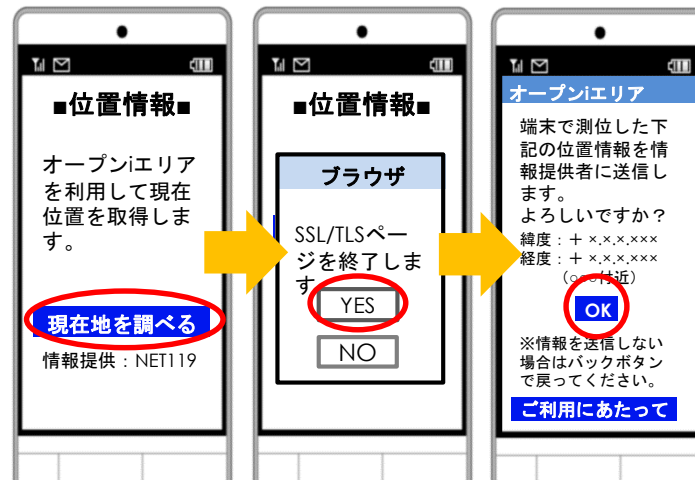 ■位置情報■
オープンiエリア
を利用して現在
位置を取得しま
す。
現在地を調べる
情報提供：NET119
■位置情報■
ブラウザ
SSL/TLSペー
ジを終了しま
す
YES
NO
オープンiエリア
端末で測位した下
記の位置情報を情
報提供者に送信し
ます。
よろしいですか？
緯度：＋×.×.×.×××
経度：＋×.×.×.×××
（○○○付近）
OK
※情報を送信しない
場合はバックボタン
で戻ってください。
ご利用にあたって